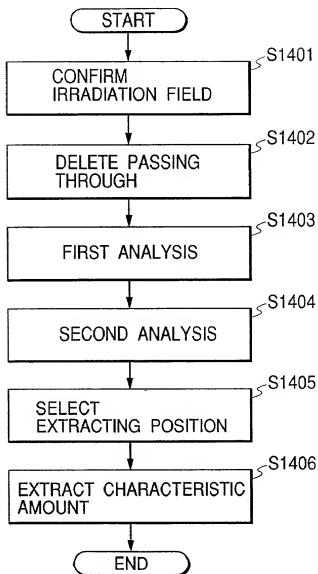 START
S1401
CONFIRM
IRRADIATION FIELD
S1402
DELETE PASSING
THROUGH
S1403
FIRST ANALYSIS
S1404
SECOND ANALYSIS
S1405
SELECT
EXTRACTING POSITION
S1406
EXTRACT CHARACTERISTIC
AMOUNT
END